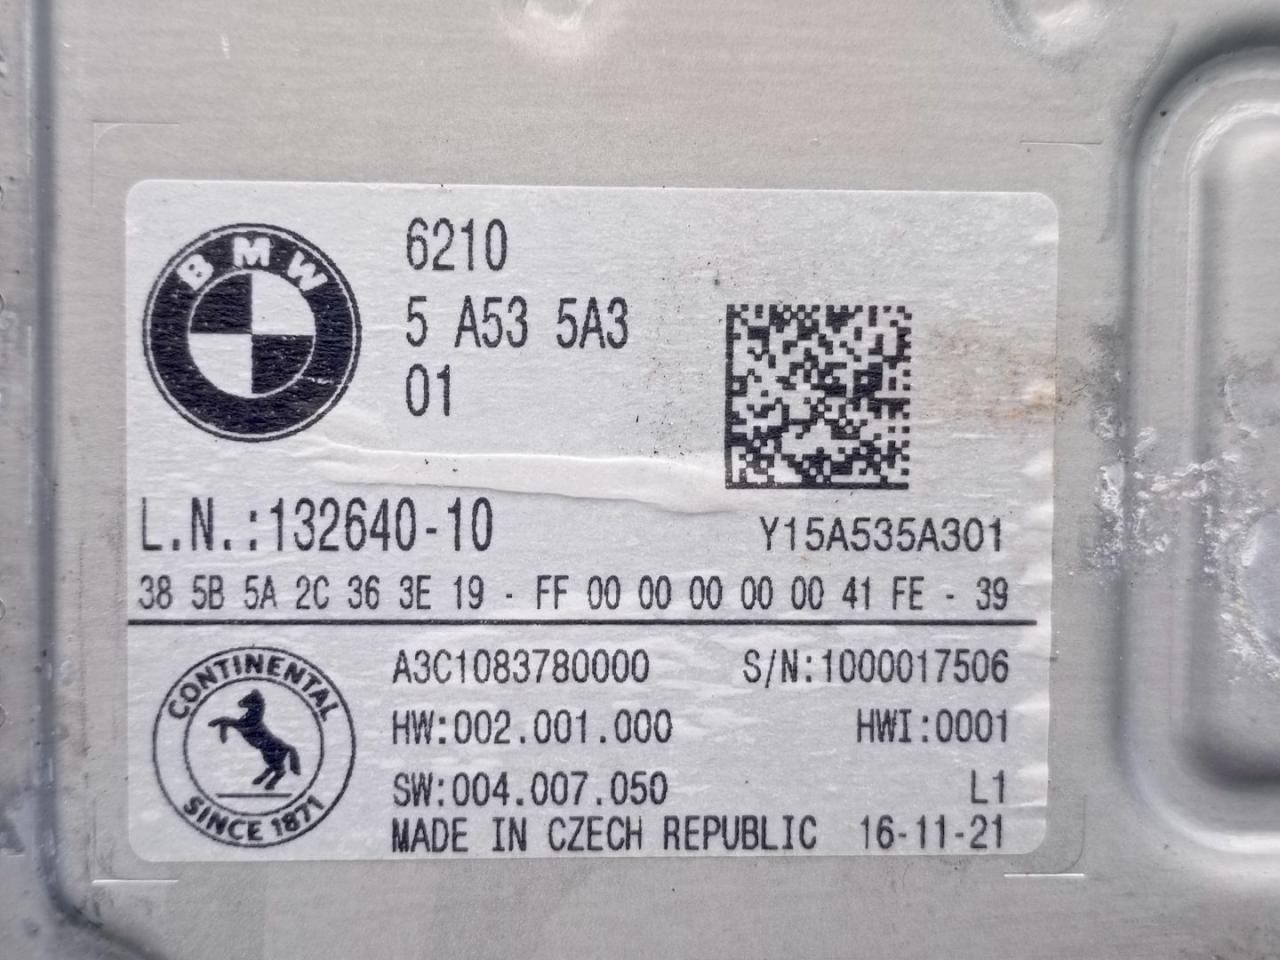 BMW
6210
5 A53 5A3
01
L.N.:132640-10
Y15A535A301
38 5B 5A 2C 36 3E 19 - FF 00 00 00 00 00 41 FE - 39
CONTINENTAL
SINCE 1871
A3C1083780000 S/N:1000017506
HW:002.001.000 HWI:0001
SW:004.007.050 L1
MADE IN CZECH REPUBLIC 16-11-21